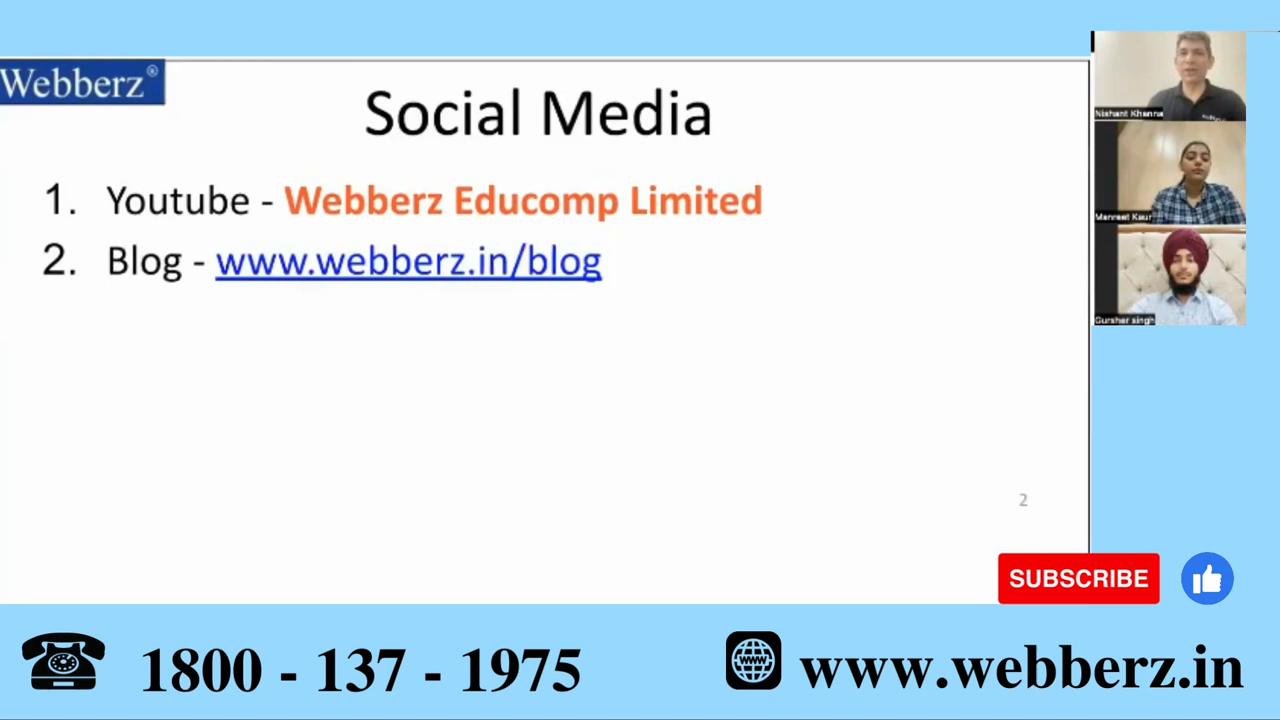 Webberz®
Social Media
1. Youtube - Webberz Educomp Limited
2. Blog - www.webberz.in/blog
2
Nishant Khanna
Manreet Kaur
Gursher singh
SUBSCRIBE
1800 - 137 - 1975
WWW
www.webberz.in